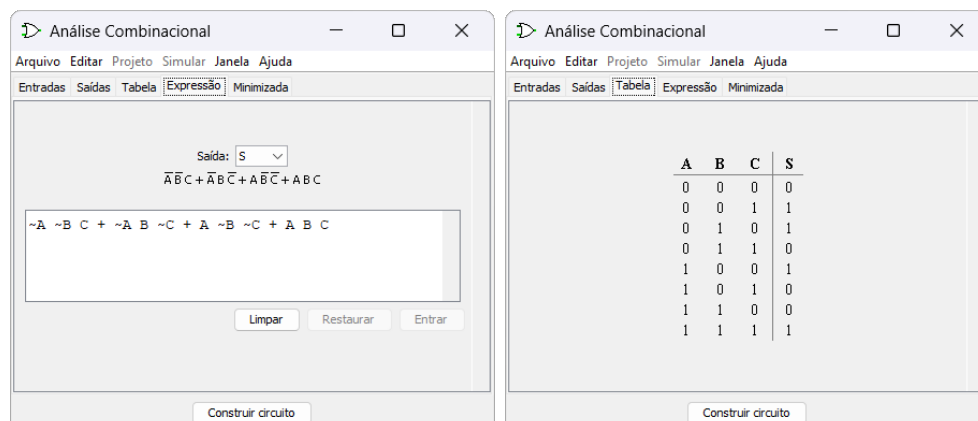 Análise Combinacional
Arquivo Editar Projeto Simular Janela Ajuda
Entradas Saídas Tabela Expressão Minimizada
Saída: S
A̅ B̅ C + A̅ B C̅ + A B̅ C̅ + A B C
~A ~B C + ~A B ~C + A ~B ~C + A B C
Limpar Restaurar Entrar
Construir circuito
Análise Combinacional
Arquivo Editar Projeto Simular Janela Ajuda
Entradas Saídas Tabela Expressão Minimizada
A B C S
0 0 0 0
0 0 1 1
0 1 0 1
0 1 1 0
1 0 0 1
1 0 1 0
1 1 0 0
1 1 1 1
Construir circuito